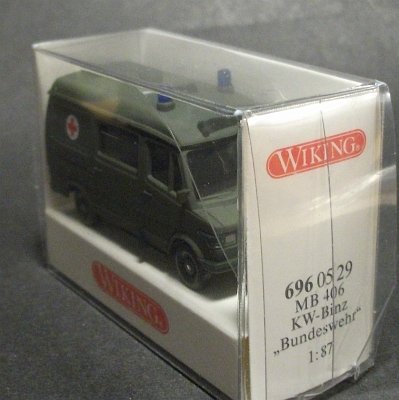 WIKING®
696 05 29
MB 406
KW-Binz
„Bundeswehr“
1:87
WIKING